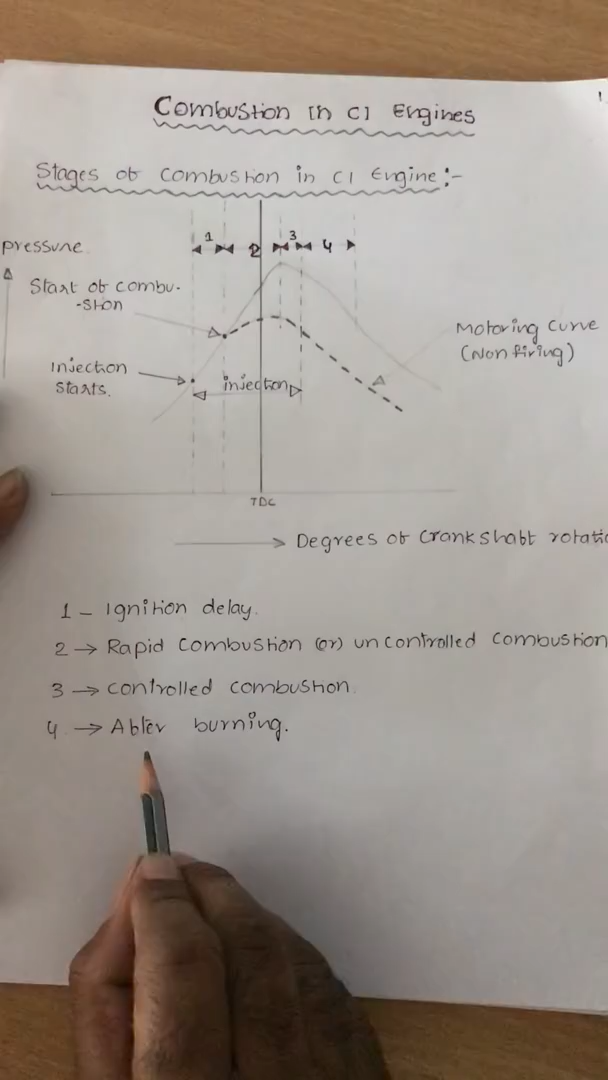 1
Combustion In CI Engines
Stages of combustion in CI Engine:-
pressure
1 2 3 4
Start of combu-
-stion
Motoring curve
(Non firing)
Injection
starts.
injection
TDC
Degrees of crankshaft rotatio
1 - Ignition delay.
2 → Rapid combustion (or) uncontrolled combustion
3 → controlled combustion
4 → After burning.